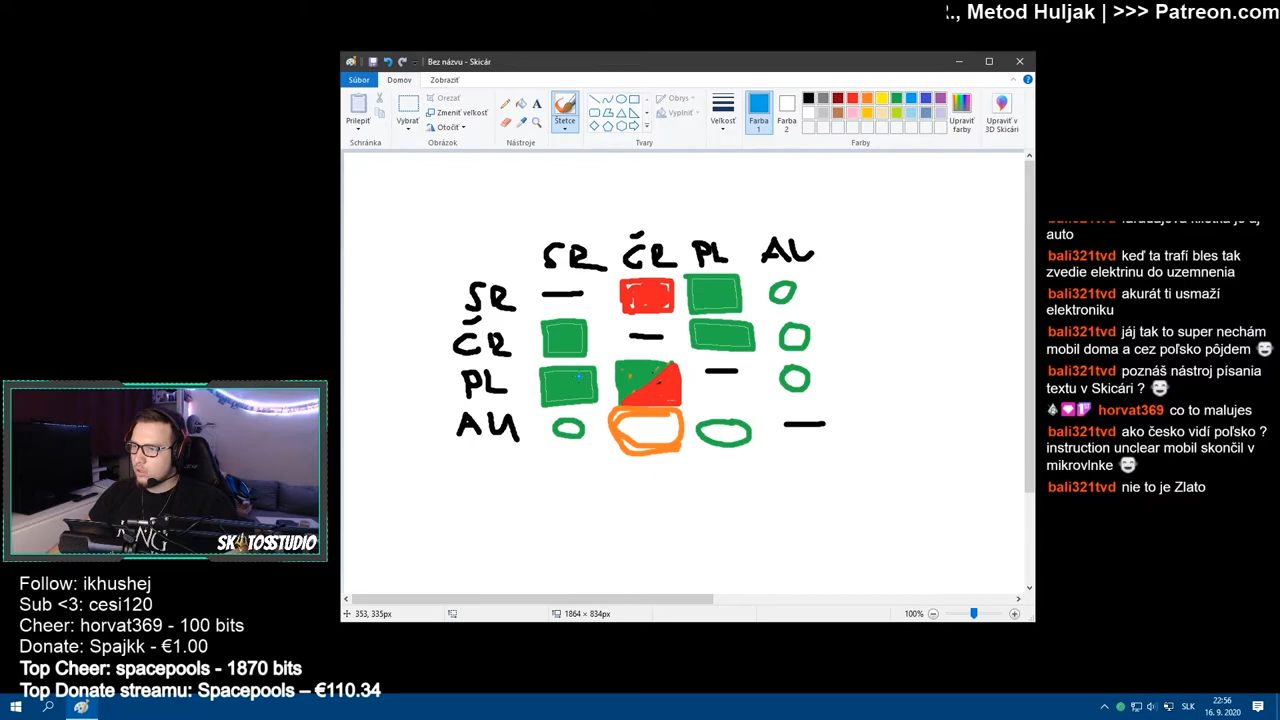 ., Metod Huljak | >>> Patreon.com
Bez názvu - Skicár
Súbor
Domov
Zobraziť
Prilepiť
Schránka
Vybrať
Orezať
Zmeniť veľkosť
Otočiť
Obrázok
Nástroje
Štetce
Tvary
Obrys
Vyplniť
Veľkosť
Farba 1
Farba 2
Farby
Upraviť farby
Upraviť v 3D Skicári
SR ČR PL AU
SR
ČR
PL
AU
353, 335px
1864 × 834px
100%
auto
bali321tvd keď ta trafí bles tak
zvedie elektrinu do uzemnenia
bali321tvd akurát ti usmaží
elektroniku
bali321tvd jáj tak to super nechám
mobil doma a cez poľsko pôjdem
bali321tvd poznáš nástroj písania
textu v Skicári ?
horvat369 co to malujes
bali321tvd ako česko vidí poľsko ?
instruction unclear mobil skončil v
mikrovlnke
bali321tvd nie to je Zlato
SK TOSSTUDIO
Follow: ikhushej
Sub <3: cesi120
Cheer: horvat369 - 100 bits
Donate: Spajkk - €1.00
Top Cheer: spacepools - 1870 bits
Top Donate streamu: Spacepools – €110.34
SLK
22:56
16. 9. 2020